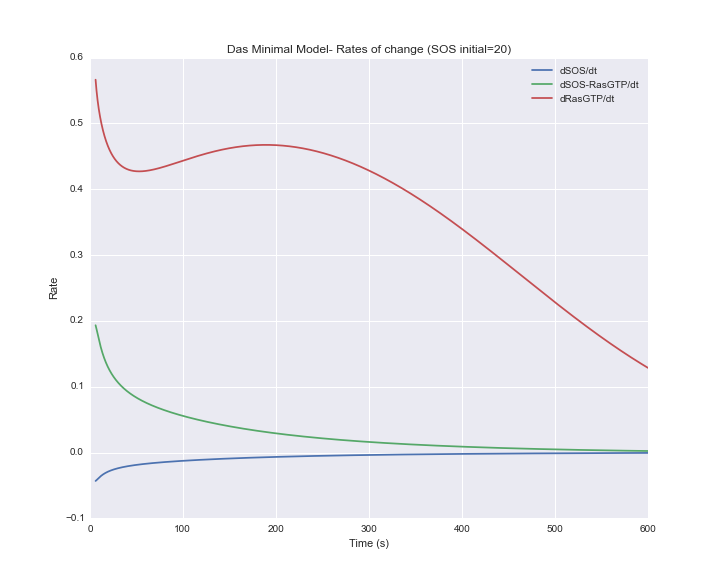 Das Minimal Model- Rates of change (SOS initial=20)
dSOS/dt
dSOS-RasGTP/dt
dRasGTP/dt
0.6
0.5
0.4
0.3
0.2
0.1
0.0
−0.1
Rate
0 100 200 300 400 500 600
Time (s)